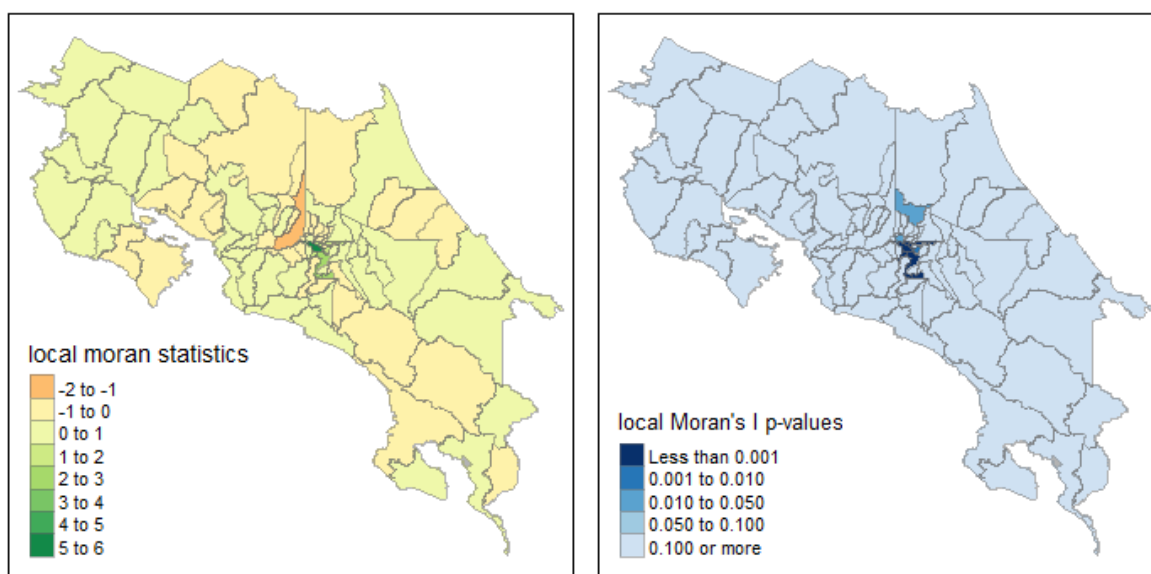 local moran statistics
-2 to -1
-1 to 0
0 to 1
1 to 2
2 to 3
3 to 4
4 to 5
5 to 6
local Moran's I p-values
Less than 0.001
0.001 to 0.010
0.010 to 0.050
0.050 to 0.100
0.100 or more